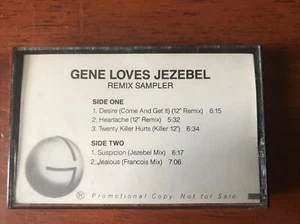 GENE LOVES JEZEBEL
REMIX SAMPLER
SIDE ONE
1. Desire (Come And Get It) (12" Remix) 6:15
2. Heartache (12" Remix) 5:32
3. Twenty Killer Hurts (Killer 12") 6:34
SIDE TWO
1. Suspicion (Jezebel Mix) 6:17
2. Jealous (Francois Mix) 7:06
Promotional Copy. Not for Sale